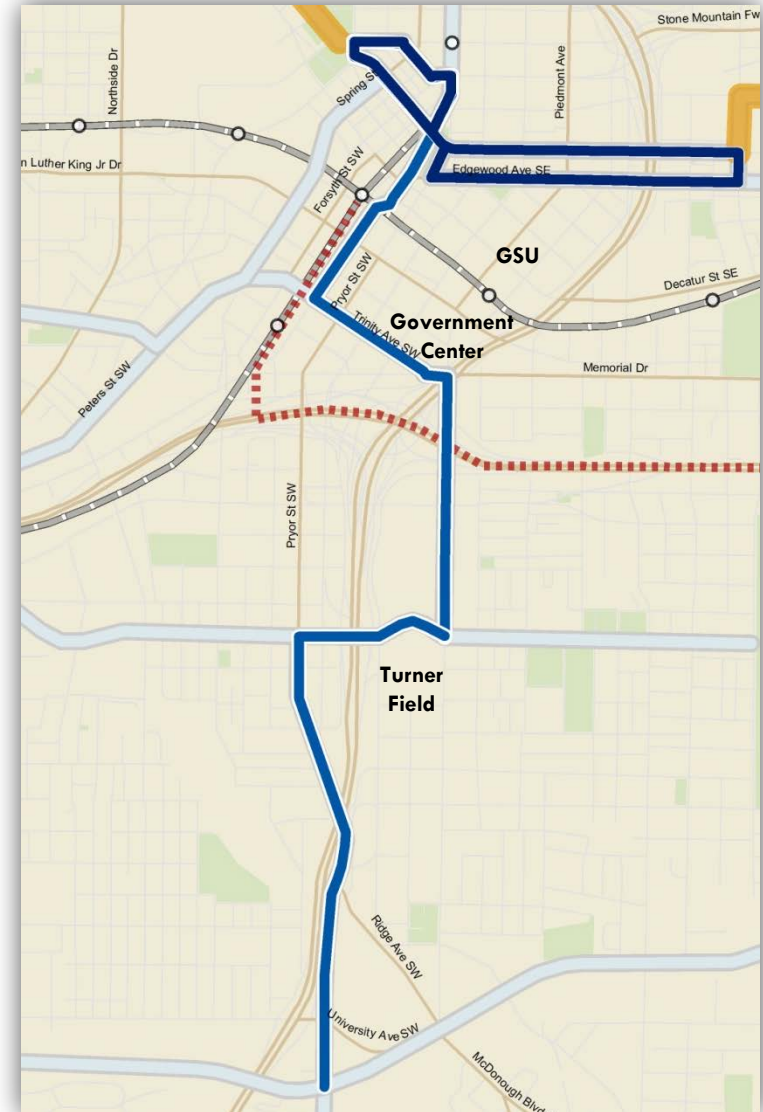 Stone Mountain Fw
Northside Dr
Piedmont Ave
Spring S
n Luther King Jr Dr
Forsyth St SW
Edgewood Ave SE
GSU
Pryor St SW
Decatur St SE
Trinity Ave SW
Government
Center
Memorial Dr
Peters St SW
Pryor St SW
Turner
Field
Ridge Ave SW
University Ave SW
McDonough Blvd